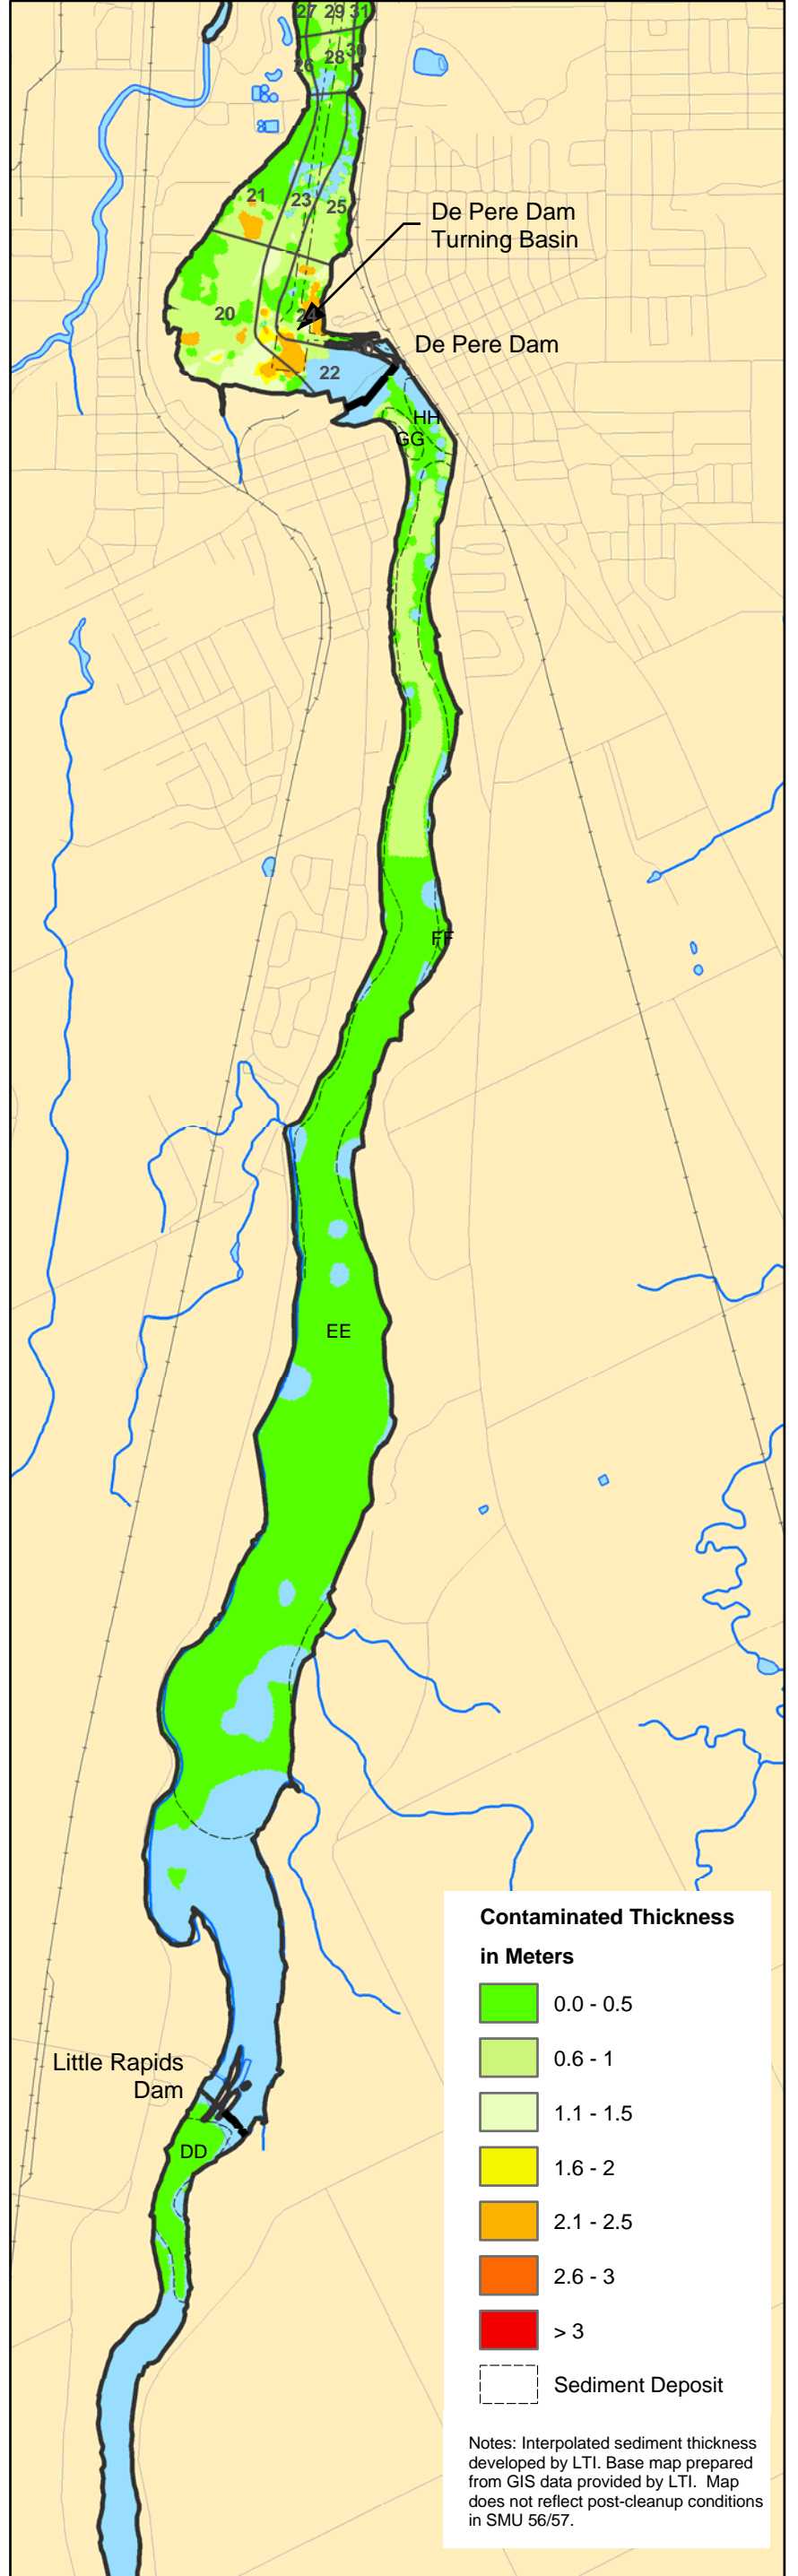 27 29 31
30
28
26
21
23
25
De Pere Dam
Turning Basin
20
24
De Pere Dam
22
HH
GG
FF
EE
Little Rapids
Dam
DD
Contaminated Thickness
in Meters
0.0 - 0.5
0.6 - 1
1.1 - 1.5
1.6 - 2
2.1 - 2.5
2.6 - 3
> 3
Sediment Deposit
Notes: Interpolated sediment thickness
developed by LTI. Base map prepared
from GIS data provided by LTI. Map
does not reflect post-cleanup conditions
in SMU 56/57.